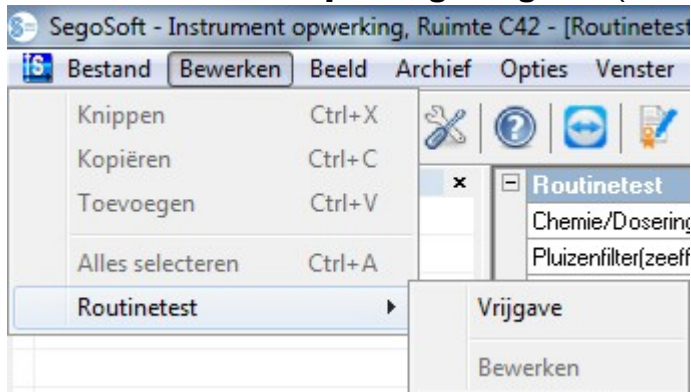 SegoSoft - Instrument opwerking, Ruimte C42 - [Routinetest
Bestand Bewerken Beeld Archief Opties Venster
Knippen Ctrl+X
Kopiëren Ctrl+C
Toevoegen Ctrl+V
Alles selecteren Ctrl+A
Routinetest
Vrijgave
Bewerken
Routinetest
Chemie/Dosering
Pluizenfilter(zeeff